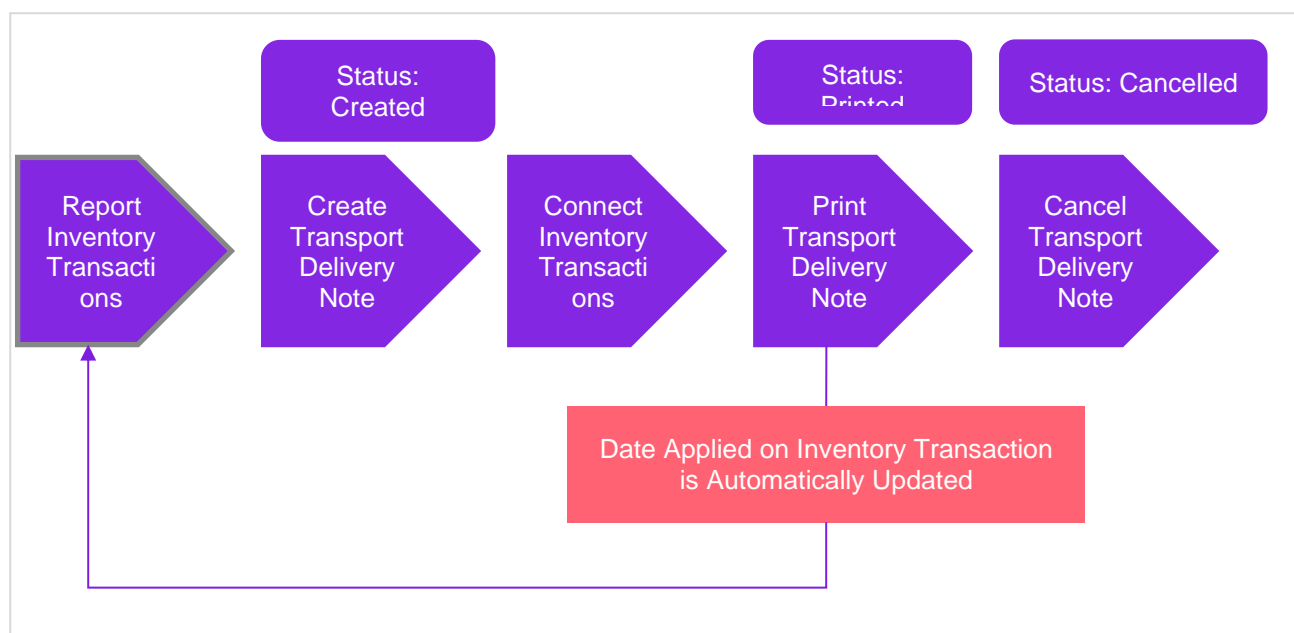 Status:
Created
Status:
Printed
Status: Cancelled
Report
Inventory
Transacti
ons
Create
Transport
Delivery
Note
Connect
Inventory
Transacti
ons
Print
Transport
Delivery
Note
Cancel
Transport
Delivery
Note
Date Applied on Inventory Transaction
is Automatically Updated